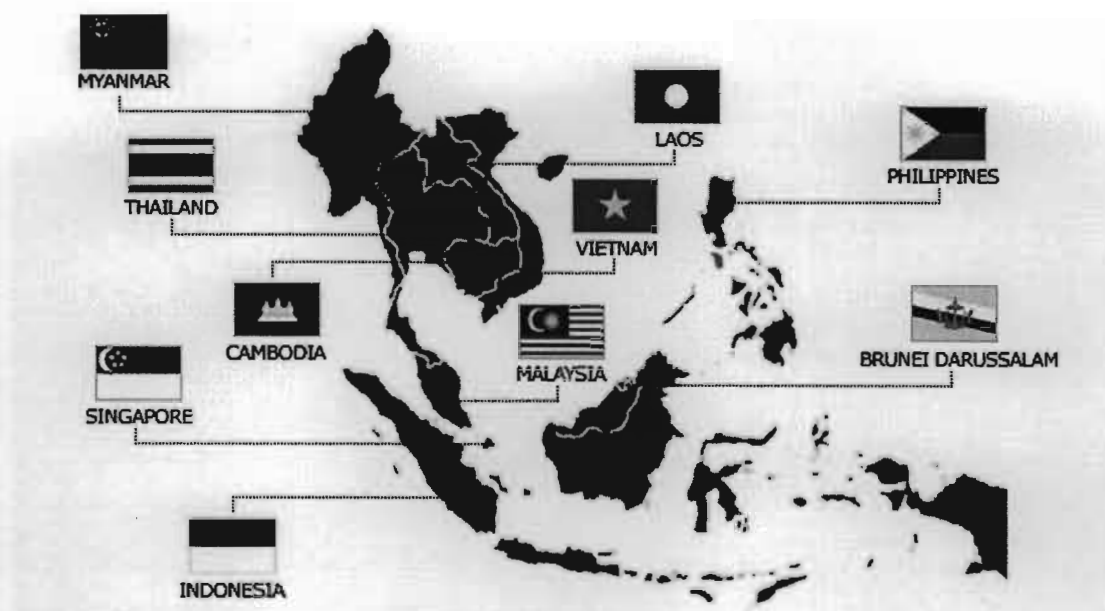 MYANMAR
LAOS
PHILIPPINES
THAILAND
VIETNAM
CAMBODIA
MALAYSIA
BRUNEI DARUSSALAM
SINGAPORE
INDONESIA